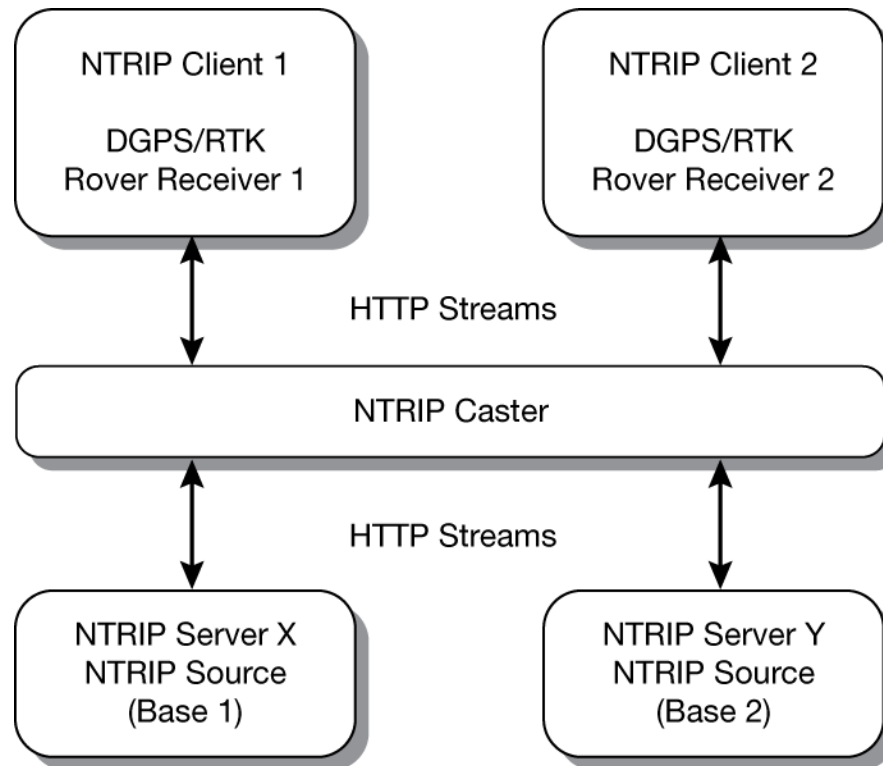 NTRIP Client 1
DGPS/RTK
Rover Receiver 1
NTRIP Client 2
DGPS/RTK
Rover Receiver 2
HTTP Streams
NTRIP Caster
HTTP Streams
NTRIP Server X
NTRIP Source
(Base 1)
NTRIP Server Y
NTRIP Source
(Base 2)